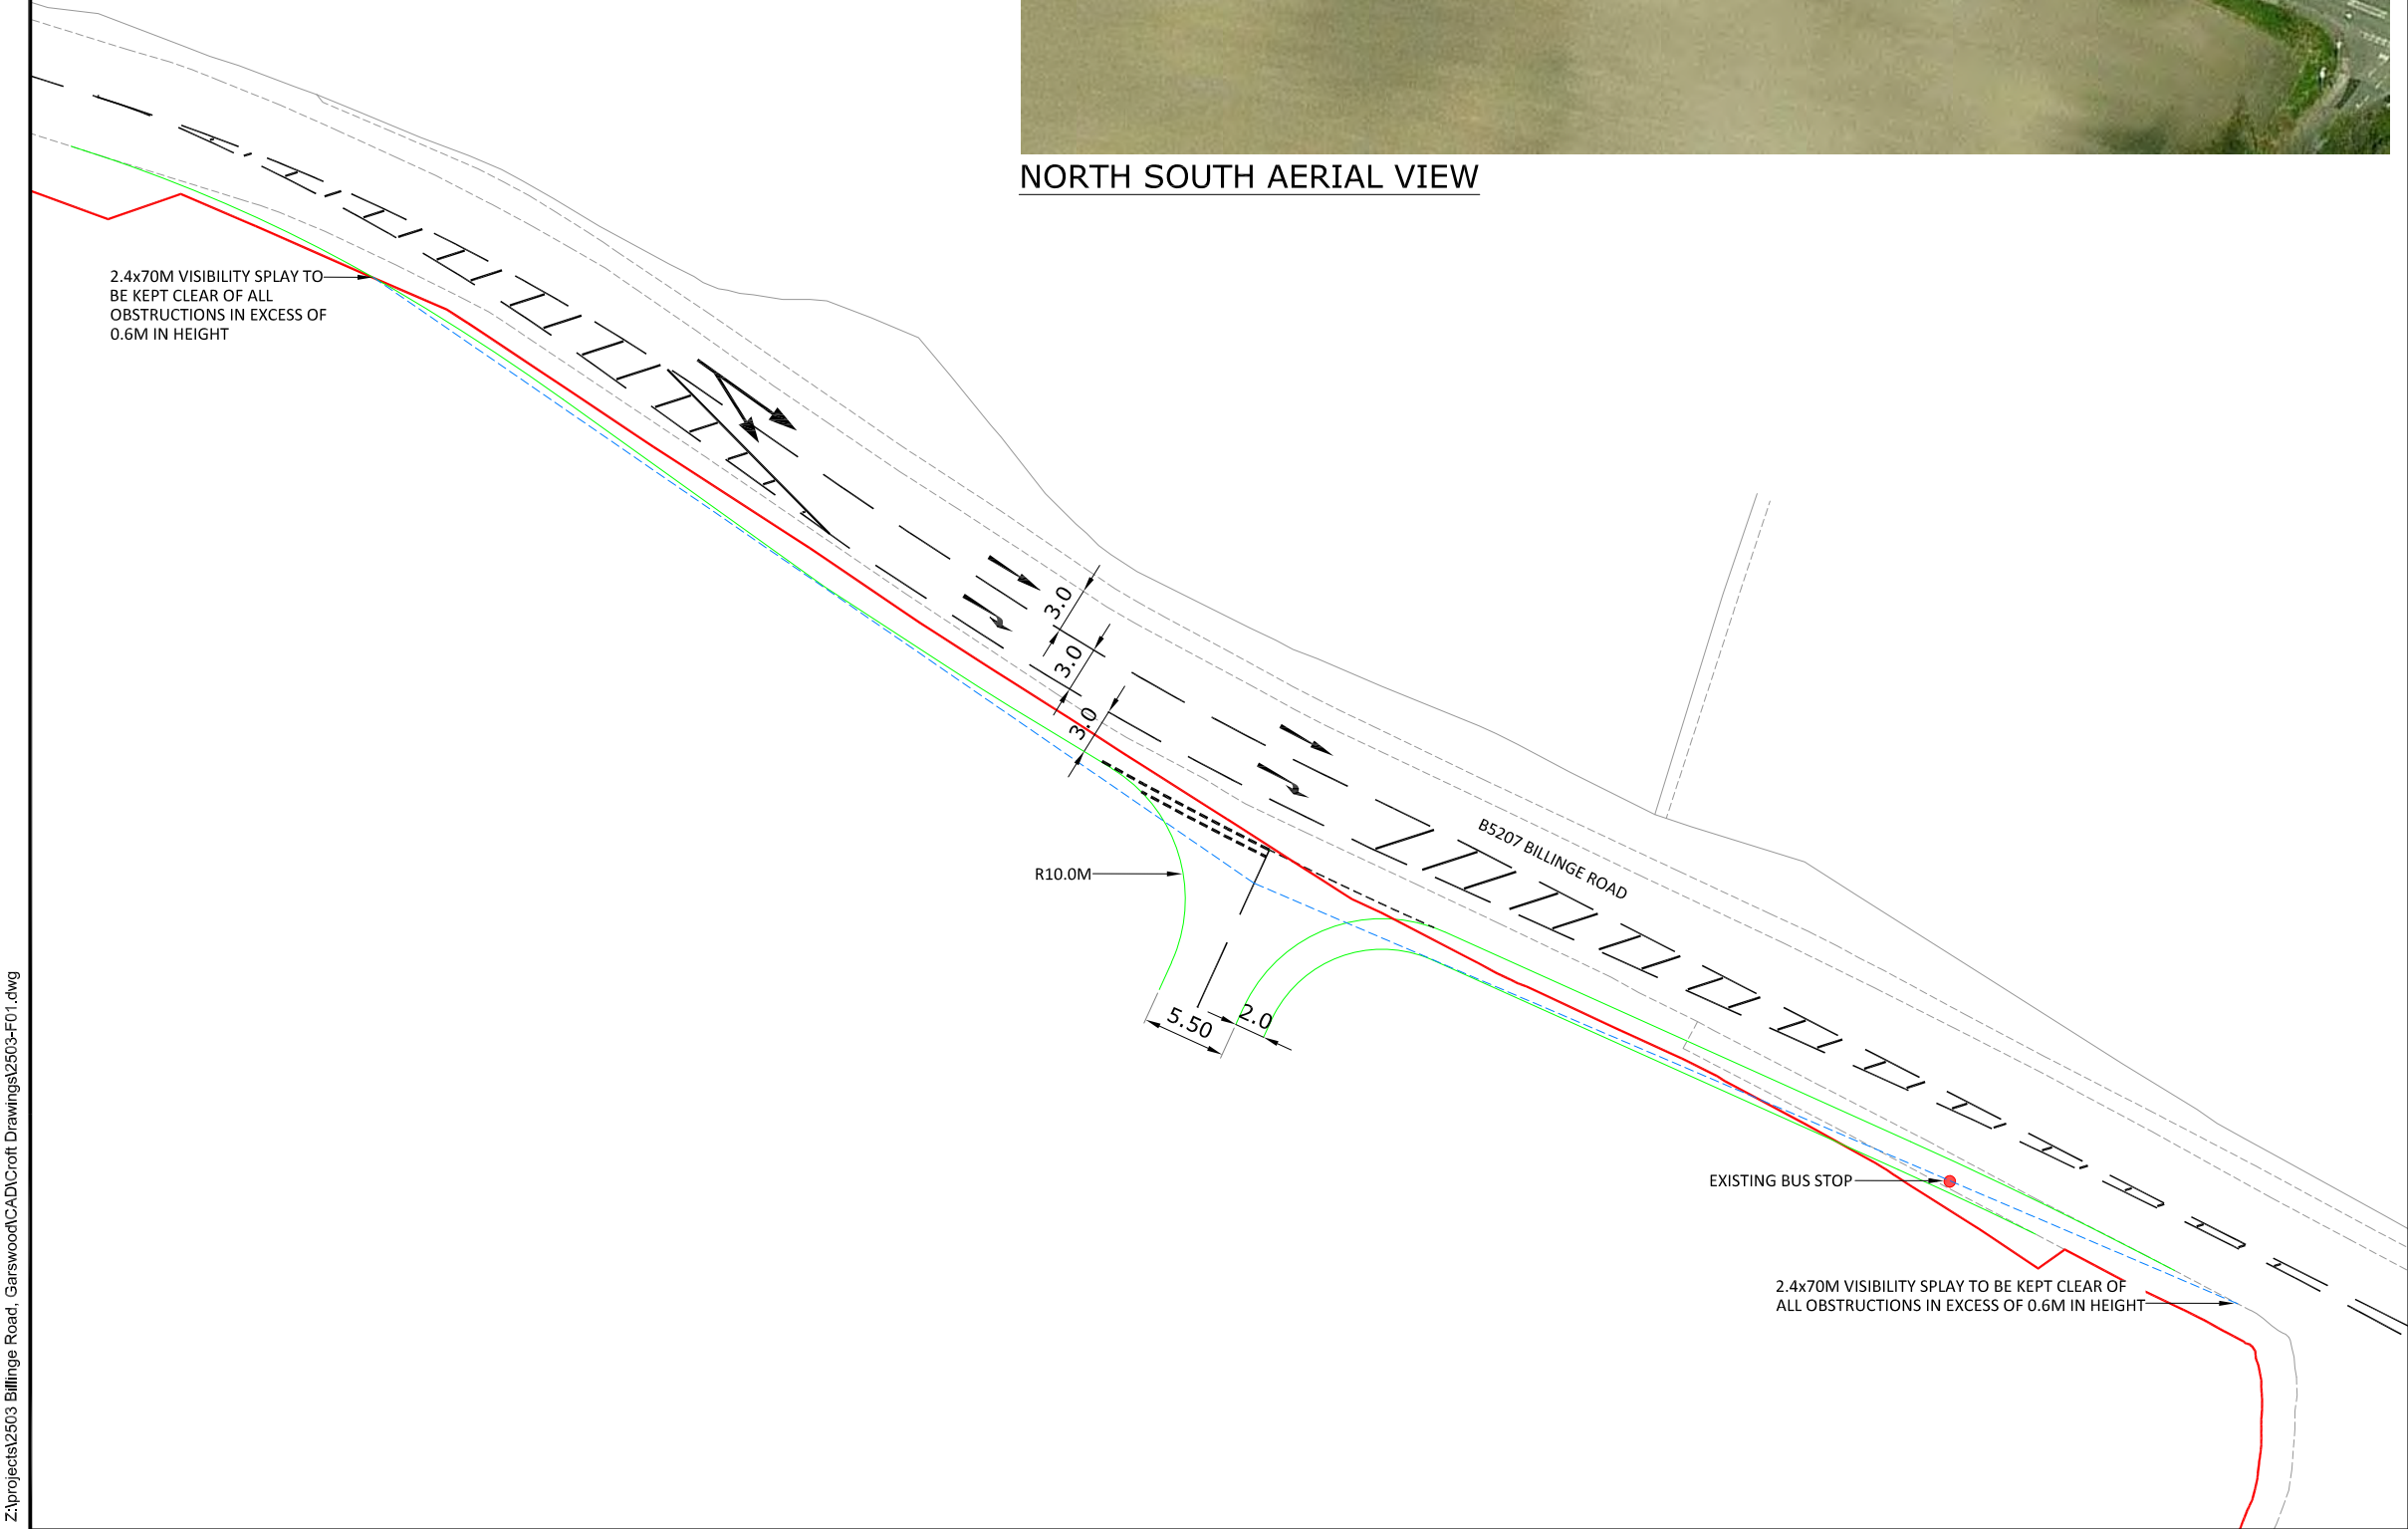 NORTH SOUTH AERIAL VIEW
2.4x70M VISIBILITY SPLAY TO
BE KEPT CLEAR OF ALL
OBSTRUCTIONS IN EXCESS OF
0.6M IN HEIGHT
3.0
3.0
3.0
B5207 BILLINGE ROAD
R10.0M
5.50
2.0
EXISTING BUS STOP
2.4x70M VISIBILITY SPLAY TO BE KEPT CLEAR OF
ALL OBSTRUCTIONS IN EXCESS OF 0.6M IN HEIGHT
Z:\projects\2503 Billinge Road, Garswood\CAD\Croft Drawings\2503-F01.dwg